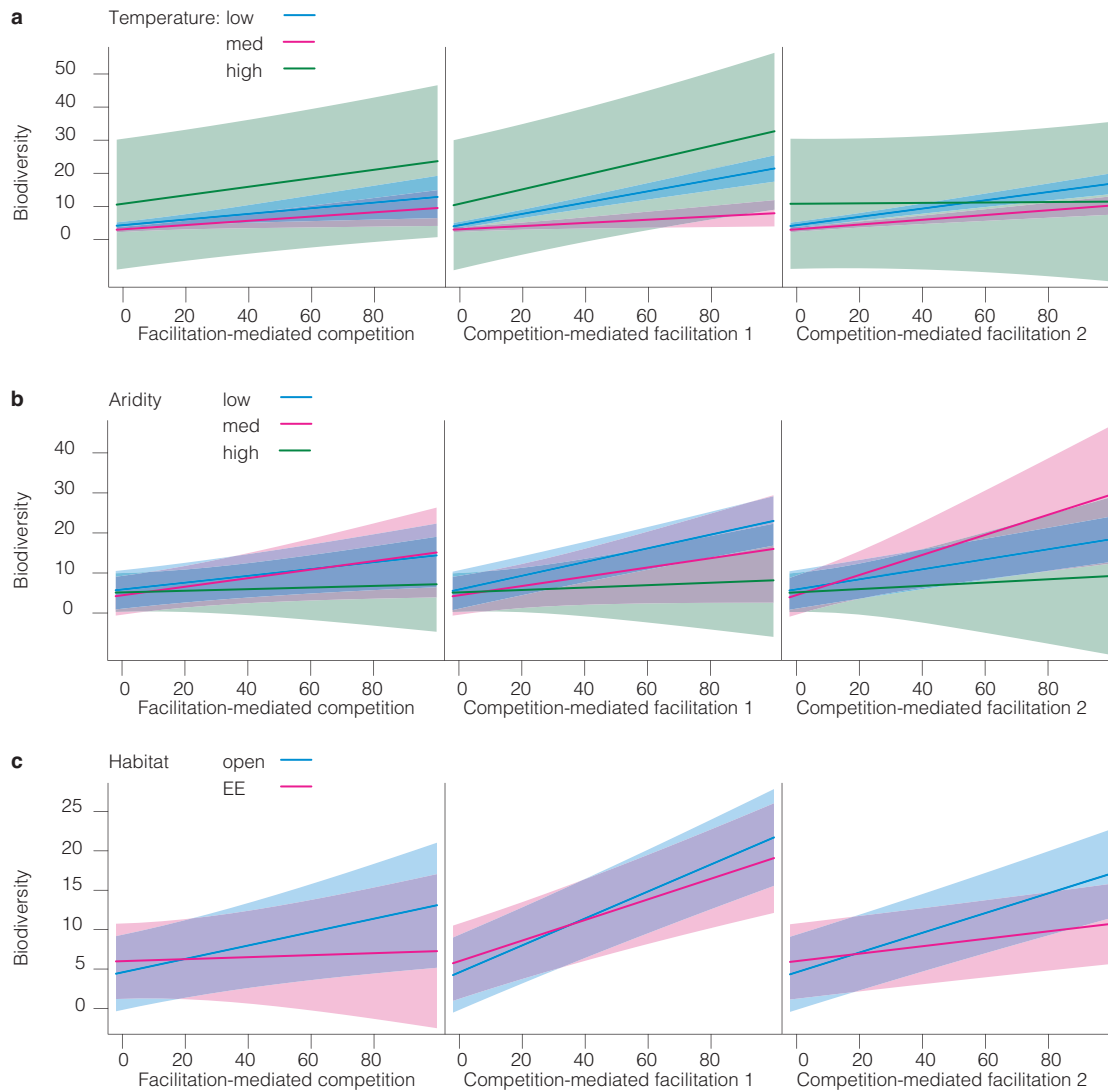 a
Temperature: low
med
high
Biodiversity
50
40
30
20
10
0
0 20 40 60 80 0 20 40 60 80 0 20 40 60 80
Facilitation-mediated competition Competition-mediated facilitation 1 Competition-mediated facilitation 2
b
Aridity low
med
high
Biodiversity
40
30
20
10
0
0 20 40 60 80 0 20 40 60 80 0 20 40 60 80
Facilitation-mediated competition Competition-mediated facilitation 1 Competition-mediated facilitation 2
c
Habitat open
EE
Biodiversity
25
20
15
10
5
0
0 20 40 60 80 0 20 40 60 80 0 20 40 60 80
Facilitation-mediated competition Competition-mediated facilitation 1 Competition-mediated facilitation 2